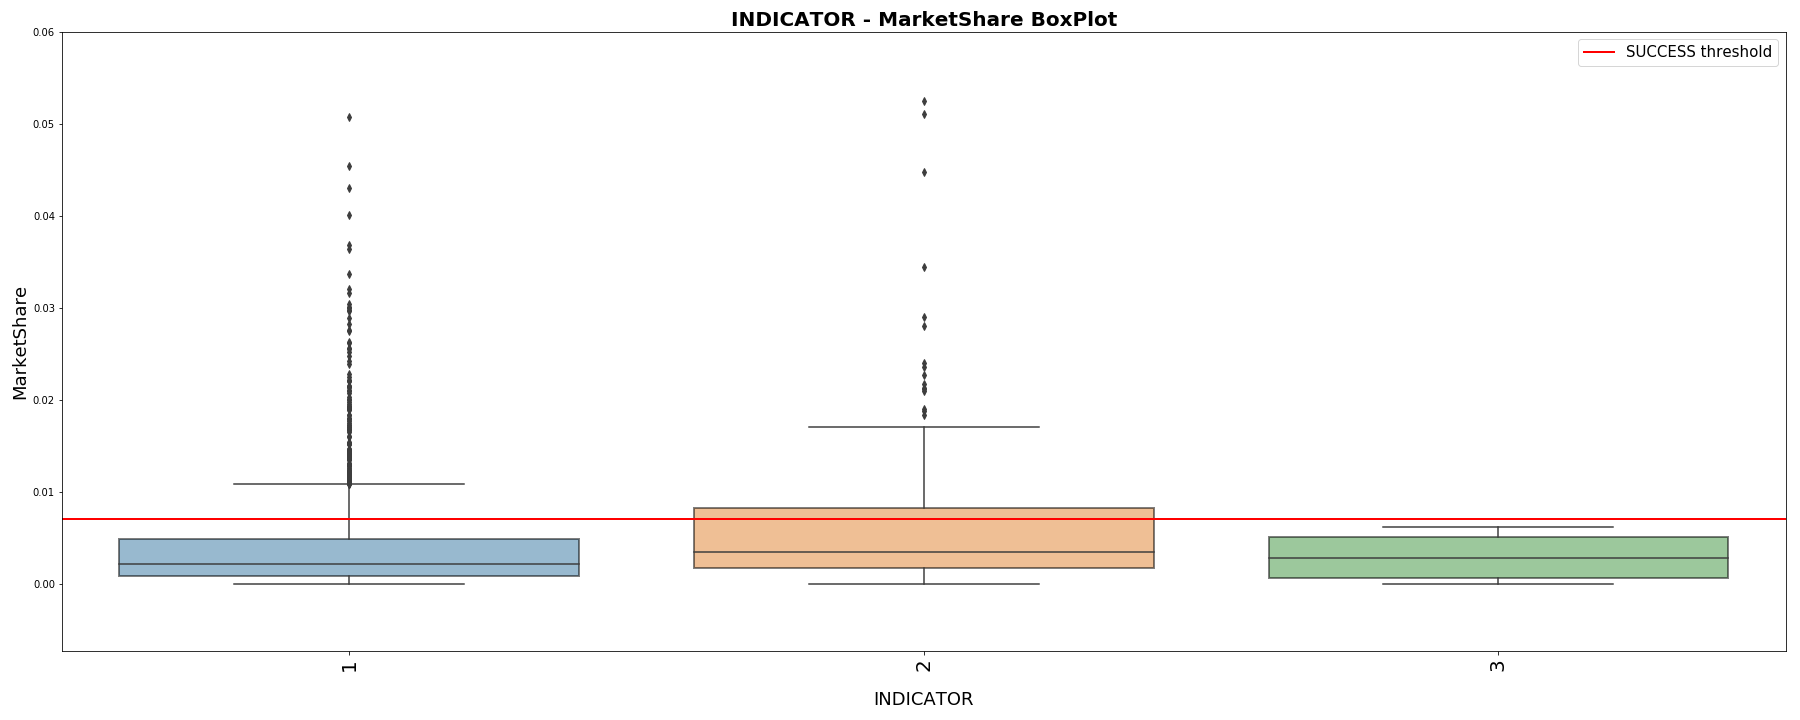 INDICATOR - MarketShare BoxPlot
SUCCESS threshold
0.06
0.05
0.04
0.03
0.02
0.01
0.00
MarketShare
1
2
3
INDICATOR